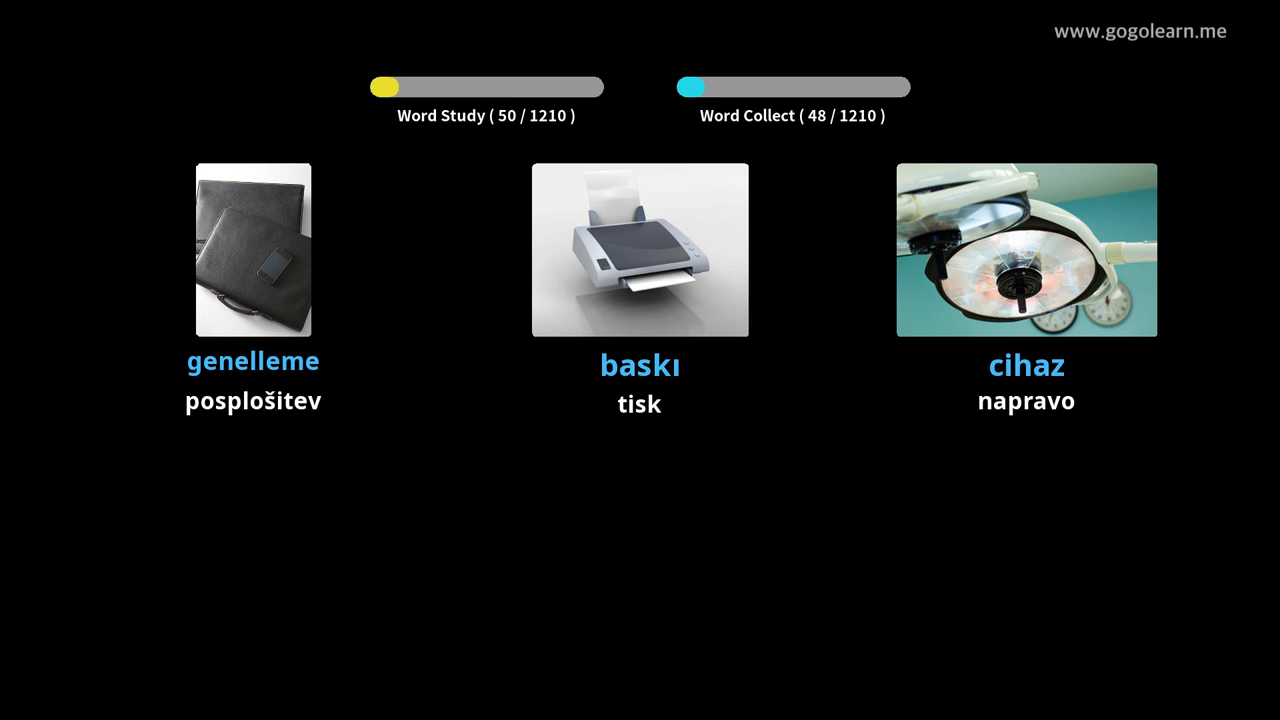 www.gogolearn.me
Word Study ( 50 / 1210 )
Word Collect ( 48 / 1210 )
genelleme
baskı
cihaz
posplošitev
tisk
napravo